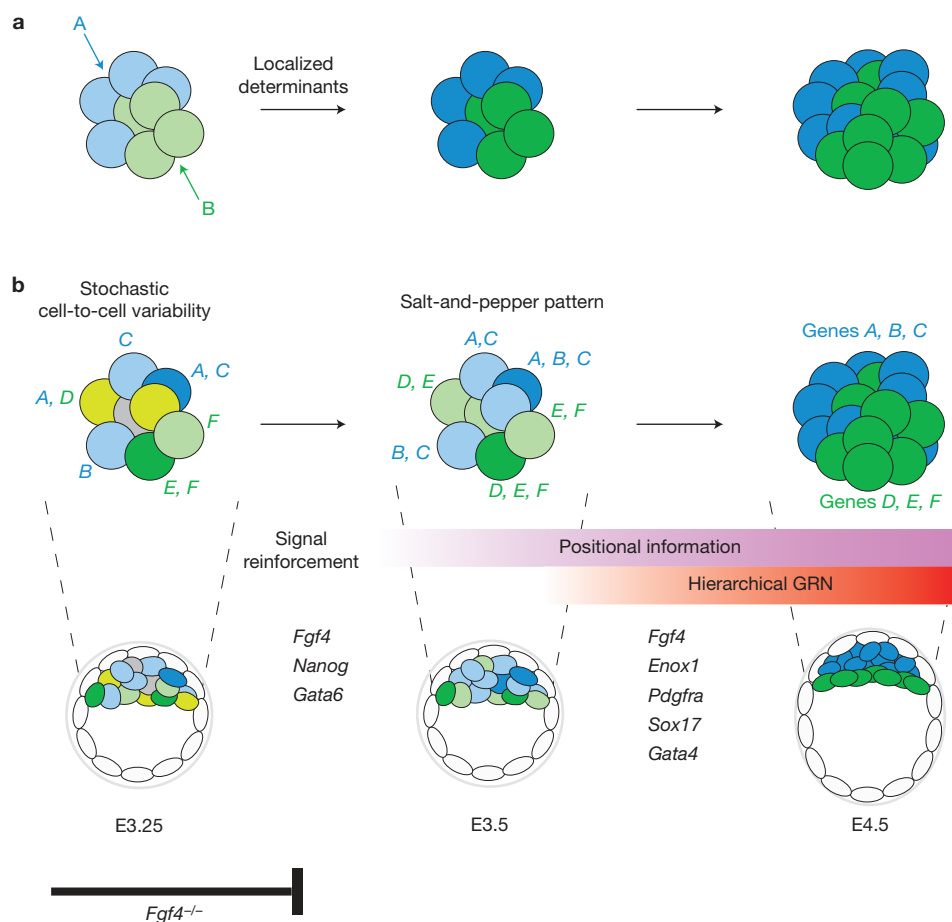 a
A
Localized
determinants
B
b
Stochastic
cell-to-cell variability
Salt-and-pepper pattern
C
A, C
A, D
F
B
E, F
A,C
A, B, C
D, E
E, F
B, C
D, E, F
Genes A, B, C
Genes D, E, F
Signal
reinforcement
Positional information
Hierarchical GRN
Fgf4
Nanog
Gata6
Fgf4
Enox1
Pdgfra
Sox17
Gata4
E3.25
E3.5
E4.5
Fgf4–/–